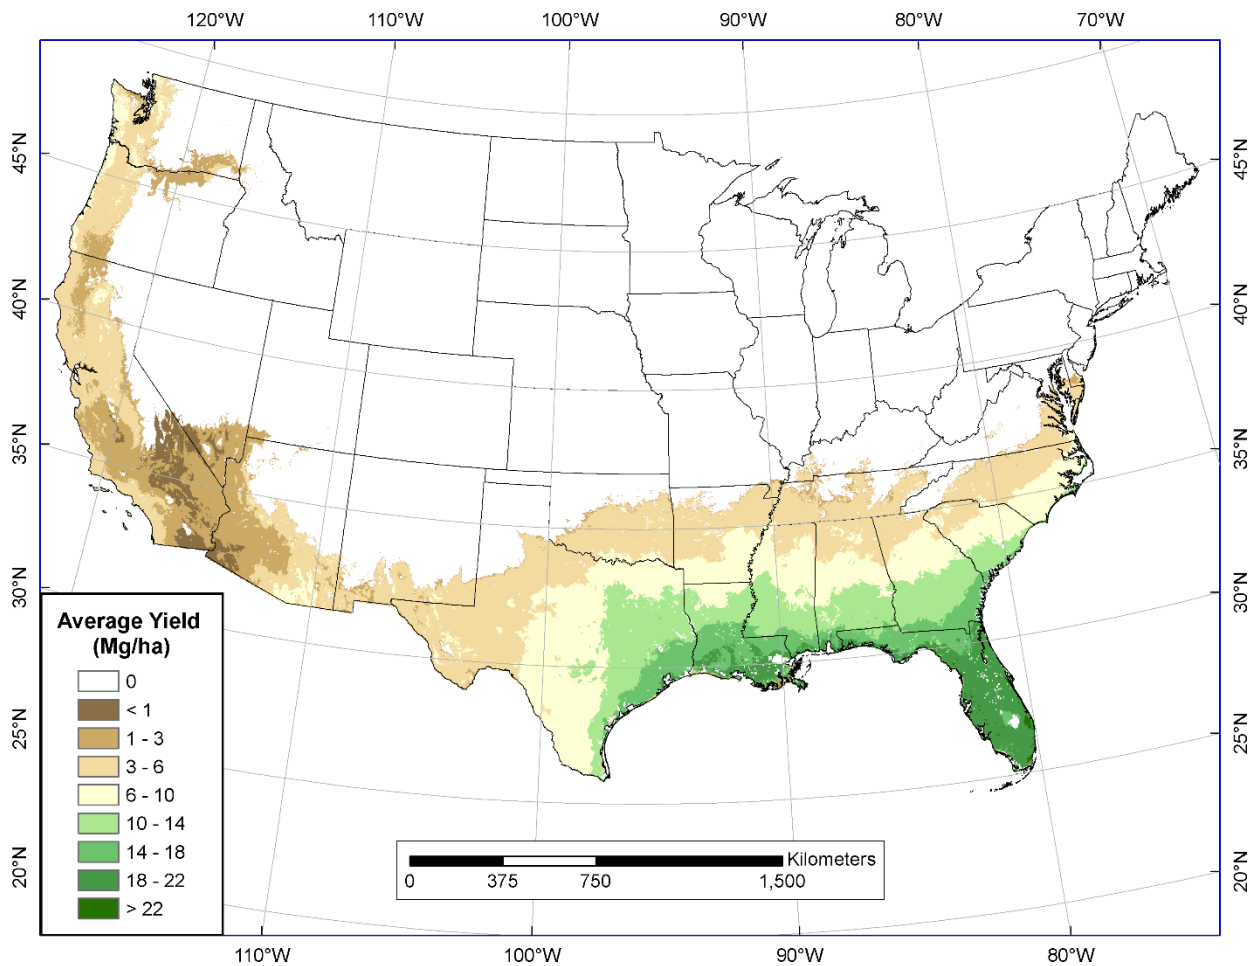 120°W 110°W 100°W 90°W 80°W 70°W
45°N 45°N
40°N 40°N
35°N 35°N
30°N 30°N
25°N 25°N
20°N 20°N
Average Yield
(Mg/ha)
0
< 1
1 - 3
3 - 6
6 - 10
10 - 14
14 - 18
18 - 22
> 22
Kilometers
0 375 750 1,500
110°W 100°W 90°W 80°W